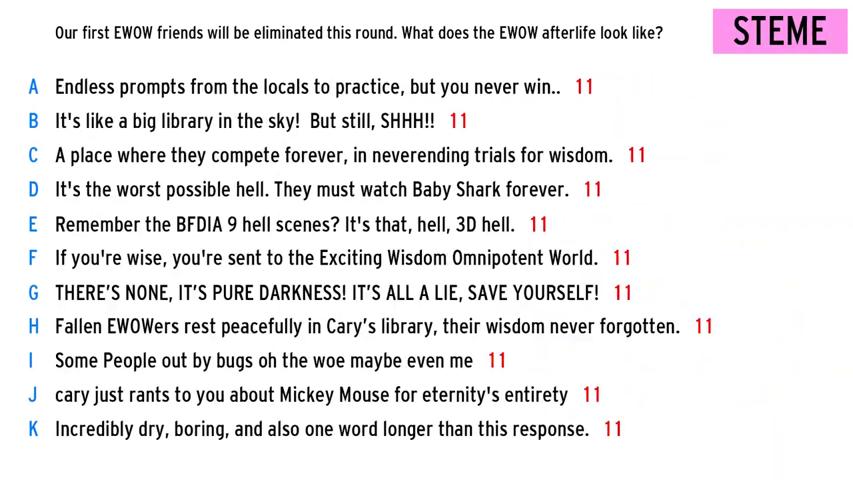 Our first EWOW friends will be eliminated this round. What does the EWOW afterlife look like?
STEME
A Endless prompts from the locals to practice, but you never win.. 11
B It's like a big library in the sky! But still, SHHH!! 11
C A place where they compete forever, in neverending trials for wisdom. 11
D It's the worst possible hell. They must watch Baby Shark forever. 11
E Remember the BFDIA 9 hell scenes? It's that, hell, 3D hell. 11
F If you're wise, you're sent to the Exciting Wisdom Omnipotent World. 11
G THERE’S NONE, IT’S PURE DARKNESS! IT’S ALL A LIE, SAVE YOURSELF! 11
H Fallen EWOWers rest peacefully in Cary’s library, their wisdom never forgotten. 11
I Some People out by bugs oh the woe maybe even me 11
J cary just rants to you about Mickey Mouse for eternity's entirety 11
K Incredibly dry, boring, and also one word longer than this response. 11